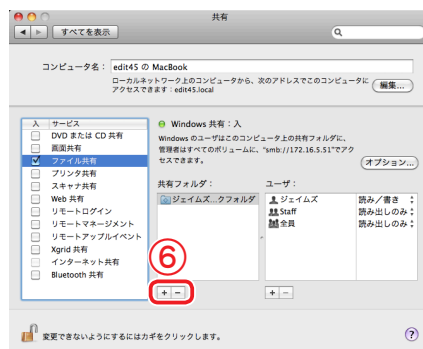 共有
すべてを表示
コンピュータ名： edit45 の MacBook
ローカルネットワーク上のコンピュータから、次のアドレスでこのコンピュータに
アクセスできます：edit45.local
編集...
入 サービス
DVD または CD 共有
画面共有
ファイル共有
プリンタ共有
スキャナ共有
Web 共有
リモートログイン
リモートマネージメント
リモートアップルイベント
Xgrid 共有
インターネット共有
Bluetooth 共有
Windows 共有：入
Windows のユーザはこのコンピュータ上の共有フォルダに、
管理者はすべてのボリュームに、"smb://172.16.5.51"でアク
セスできます。
オプション...
共有フォルダ：
ジェイムズ...クフォルダ
ユーザ：
ジェイムズ 読み／書き
Staff 読み出しのみ
全員 読み出しのみ
⑥
+ −
+ −
変更できないようにするにはカギをクリックします。
?